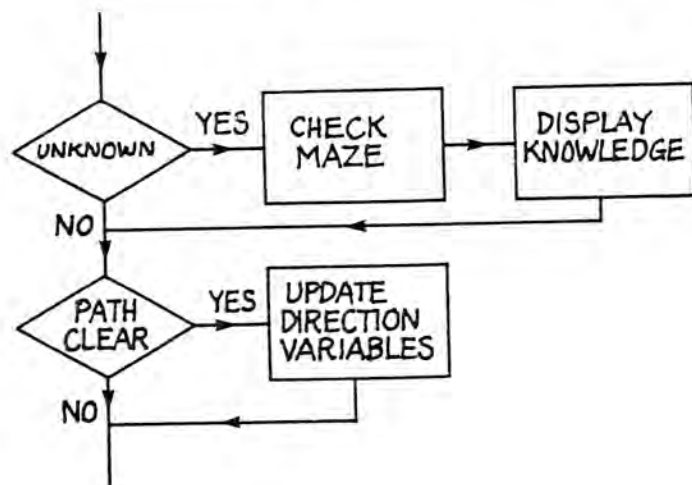 UNKNOWN
YES
CHECK
MAZE
DISPLAY
KNOWLEDGE
NO
PATH
CLEAR
YES
UPDATE
DIRECTION
VARIABLES
NO